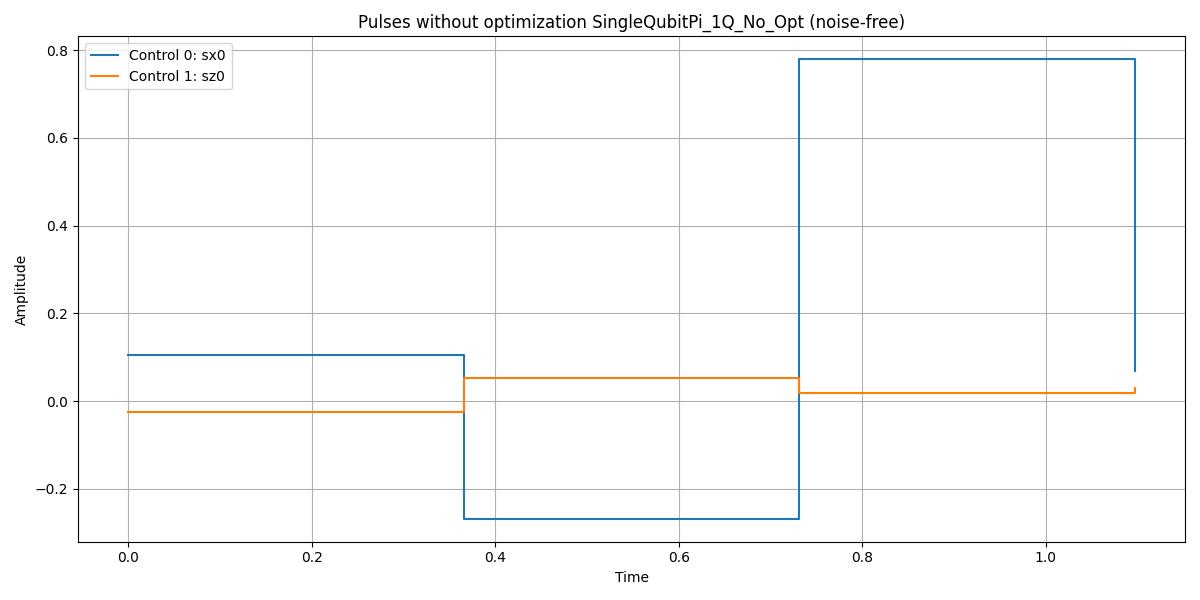 Pulses without optimization SingleQubitPi_1Q_No_Opt (noise-free)
Control 0: sx0
Control 1: sz0
Amplitude
0.8
0.6
0.4
0.2
0.0
−0.2
0.0 0.2 0.4 0.6 0.8 1.0
Time